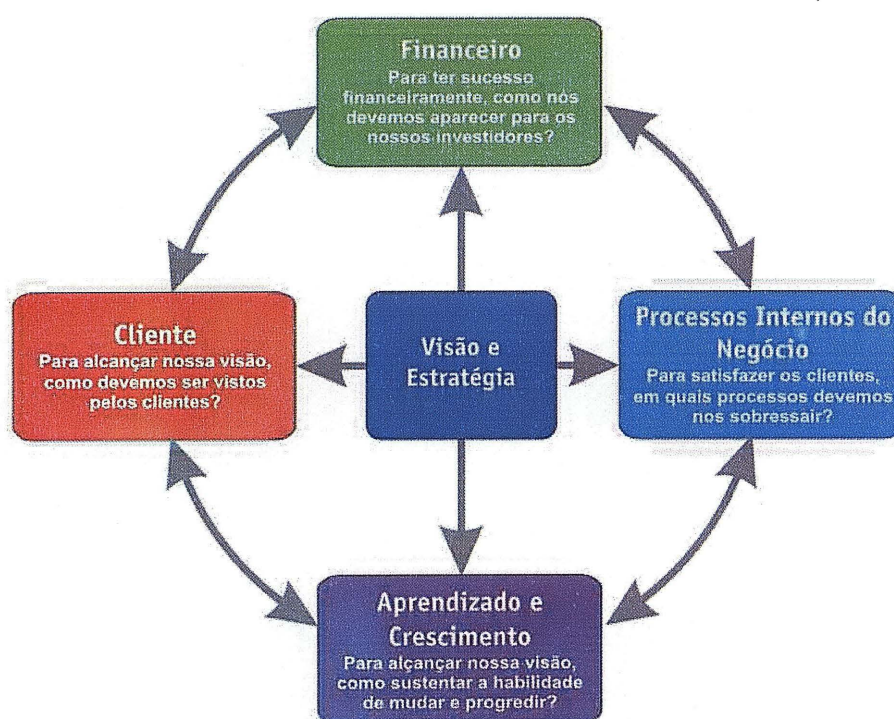 Financeiro
Para ter sucesso
financeiramente, como nós
devemos aparecer para os
nossos investidores?
Cliente
Para alcançar nossa visão,
como devemos ser vistos
pelos clientes?
Visão e
Estratégia
Processos Internos do
Negócio
Para satisfazer os clientes,
em quais processos devemos
nos sobressair?
Aprendizado e
Crescimento
Para alçançar nossa visão,
como sustentar a habilidade
de mudar e progredir?